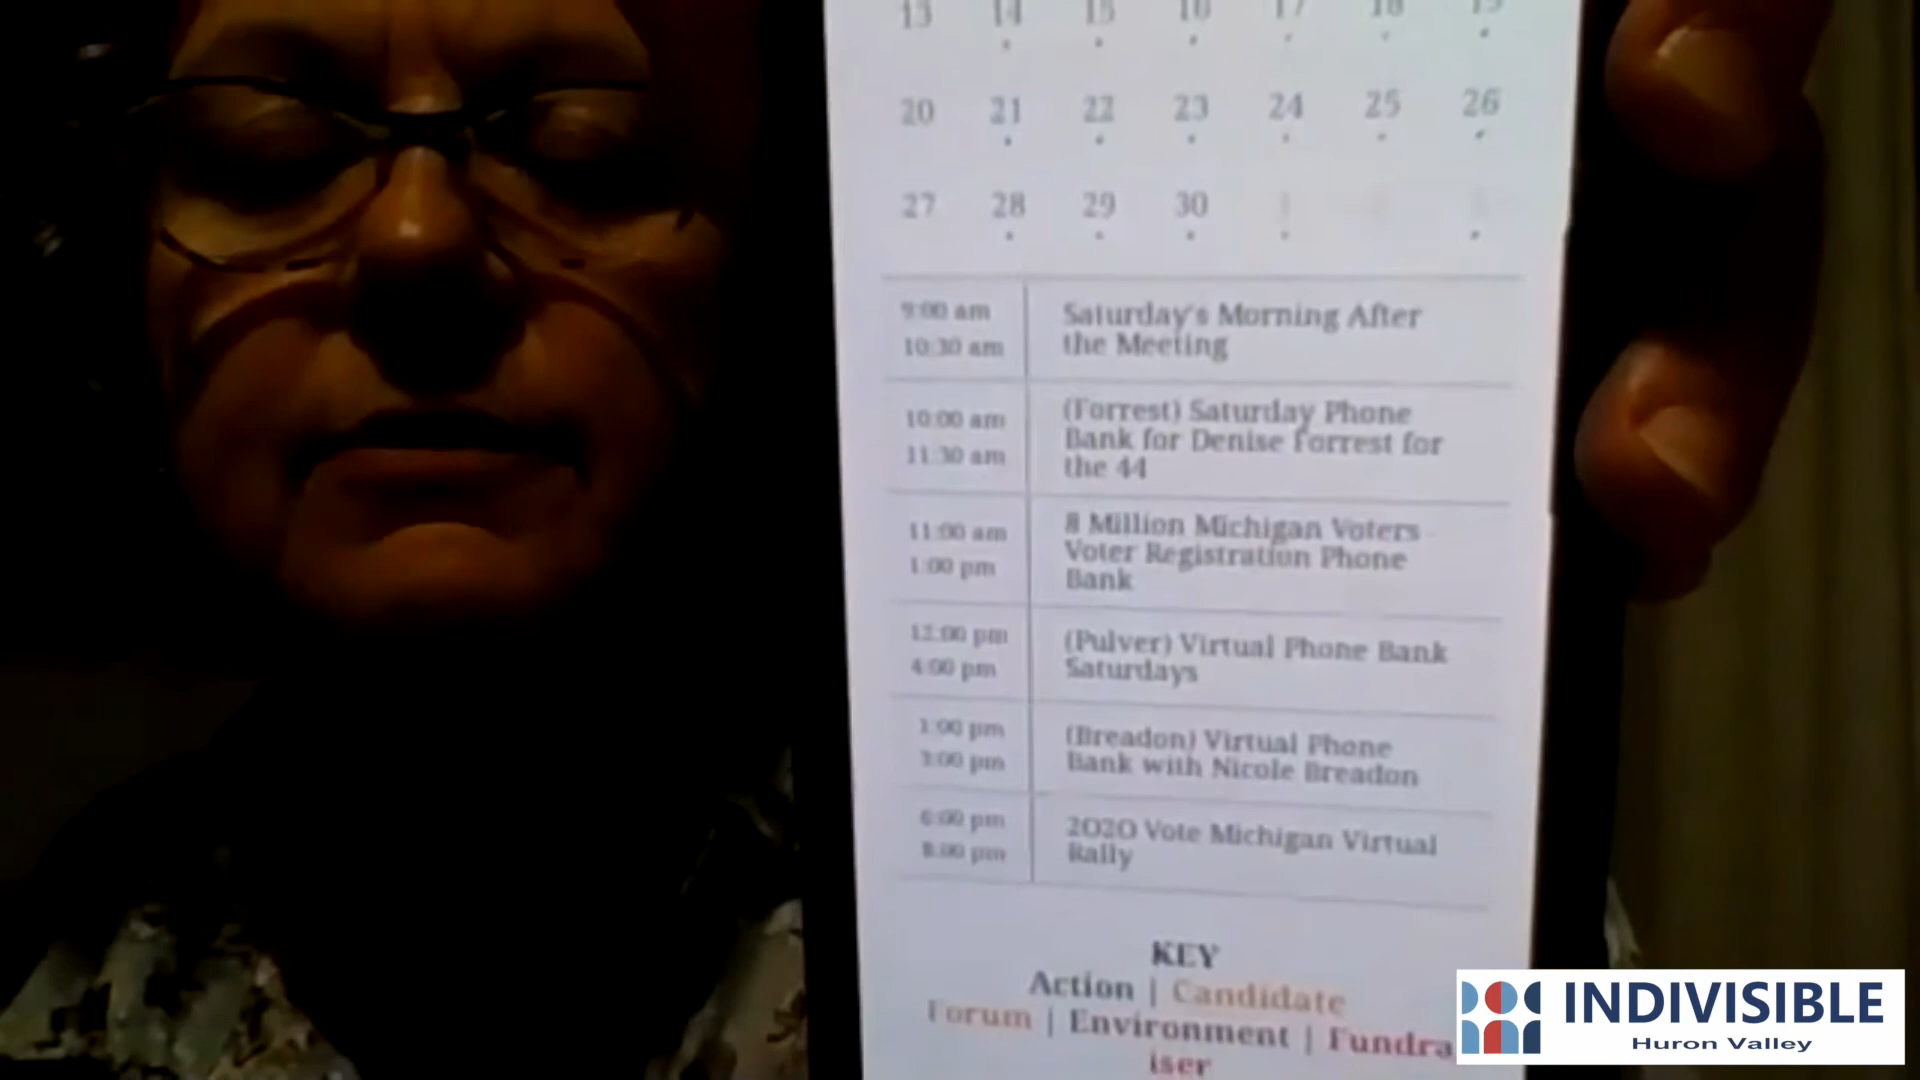 13 14 15 16 17 18 19
20 21 22 23 24 25 26
27 28 29 30
9:00 am
10:30 am
Saturday's Morning After
the Meeting
10:00 am
11:30 am
(Forrest) Saturday Phone
Bank for Denise Forrest for
the 44
11:00 am
1:00 pm
8 Million Michigan Voters
Voter Registration Phone
Bank
12:00 pm
4:00 pm
(Pulver) Virtual Phone Bank
Saturdays
1:00 pm
3:00 pm
(Breadon) Virtual Phone
Bank with Nicole Breadon
6:00 pm
8:00 pm
2020 Vote Michigan Virtual
Rally
KEY
Action | Candidate
Forum | Environment | Fundra
iser
INDIVISIBLE
Huron Valley